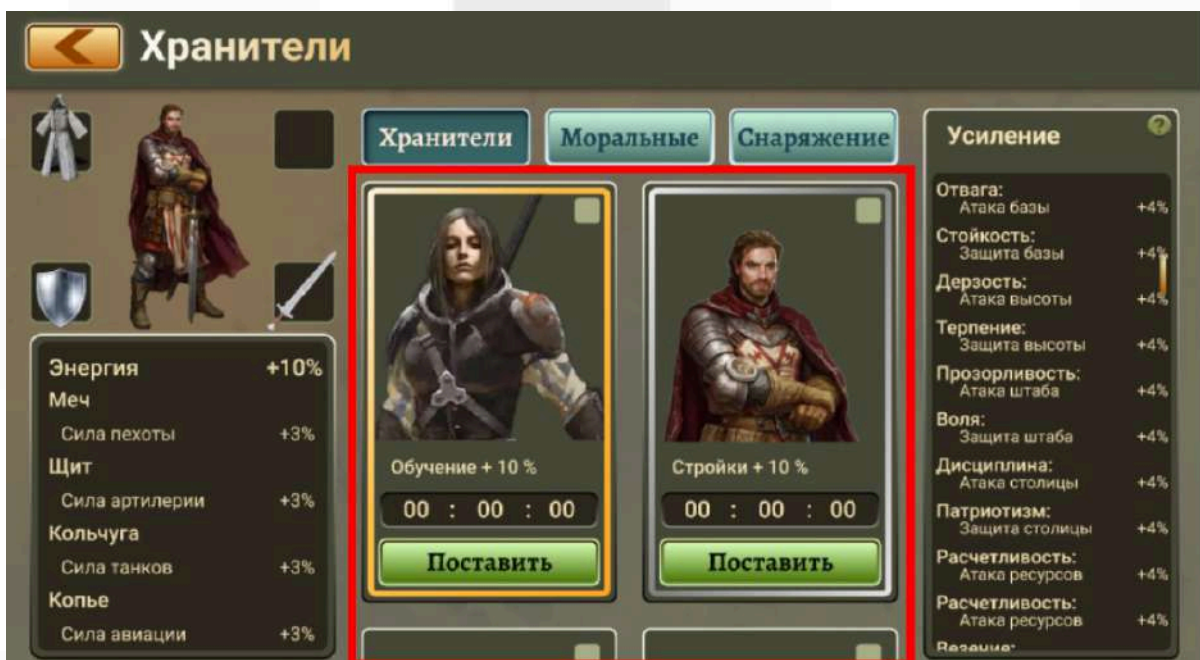 Хранители
Хранители
Моральные
Снаряжение
Энергия +10%
Меч
Сила пехоты +3%
Щит
Сила артилерии +3%
Кольчуга
Сила танков +3%
Копье
Сила авиации +3%
Обучение + 10 %
00 : 00 : 00
Поставить
Стройки + 10 %
00 : 00 : 00
Поставить
Усиление ?
Отвага:
Атака базы +4%
Стойкость:
Защита базы +4%
Дерзость:
Атака высоты +4%
Терпение:
Защита высоты +4%
Прозорливость:
Атака штаба +4%
Воля:
Защита штаба +4%
Дисциплина:
Атака столицы +4%
Патриотизм:
Защита столицы +4%
Расчетливость:
Атака ресурсов +4%
Расчетливость:
Атака ресурсов +4%
Везение: